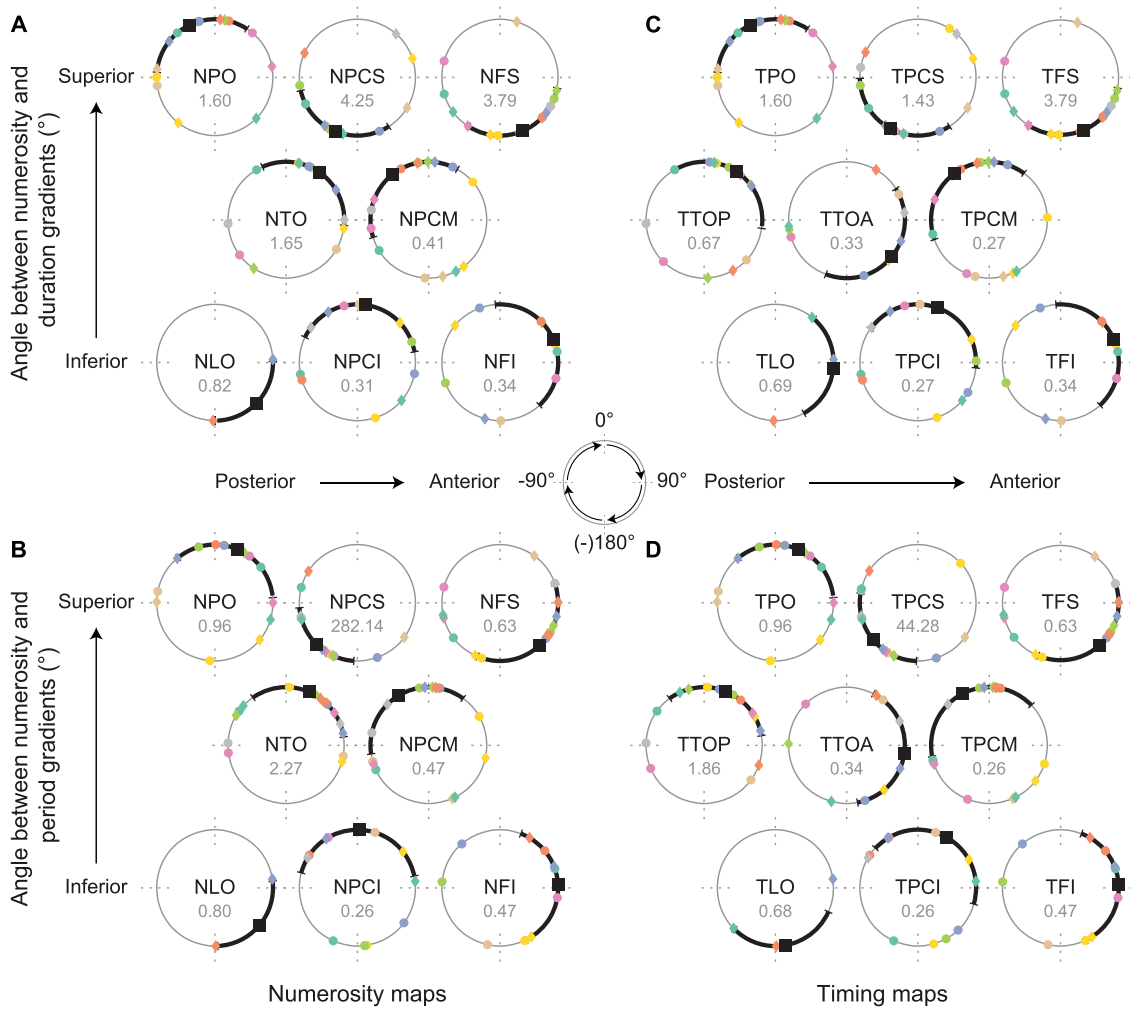 A
Angle between numerosity and
duration gradients (°)
Superior
Inferior
NPO
1.60
NPCS
4.25
NFS
3.79
NTO
1.65
NPCM
0.41
NLO
0.82
NPCI
0.31
NFI
0.34
C
TPO
1.60
TPCS
1.43
TFS
3.79
TTOP
0.67
TTOA
0.33
TPCM
0.27
TLO
0.69
TPCI
0.27
TFI
0.34
Posterior
Anterior
0°
-90°
90°
(-)180°
Posterior
Anterior
B
Angle between numerosity and
period gradients (°)
Superior
Inferior
NPO
0.96
NPCS
282.14
NFS
0.63
NTO
2.27
NPCM
0.47
NLO
0.80
NPCI
0.26
NFI
0.47
D
TPO
0.96
TPCS
44.28
TFS
0.63
TTOP
1.86
TTOA
0.34
TPCM
0.26
TLO
0.68
TPCI
0.26
TFI
0.47
Numerosity maps
Timing maps